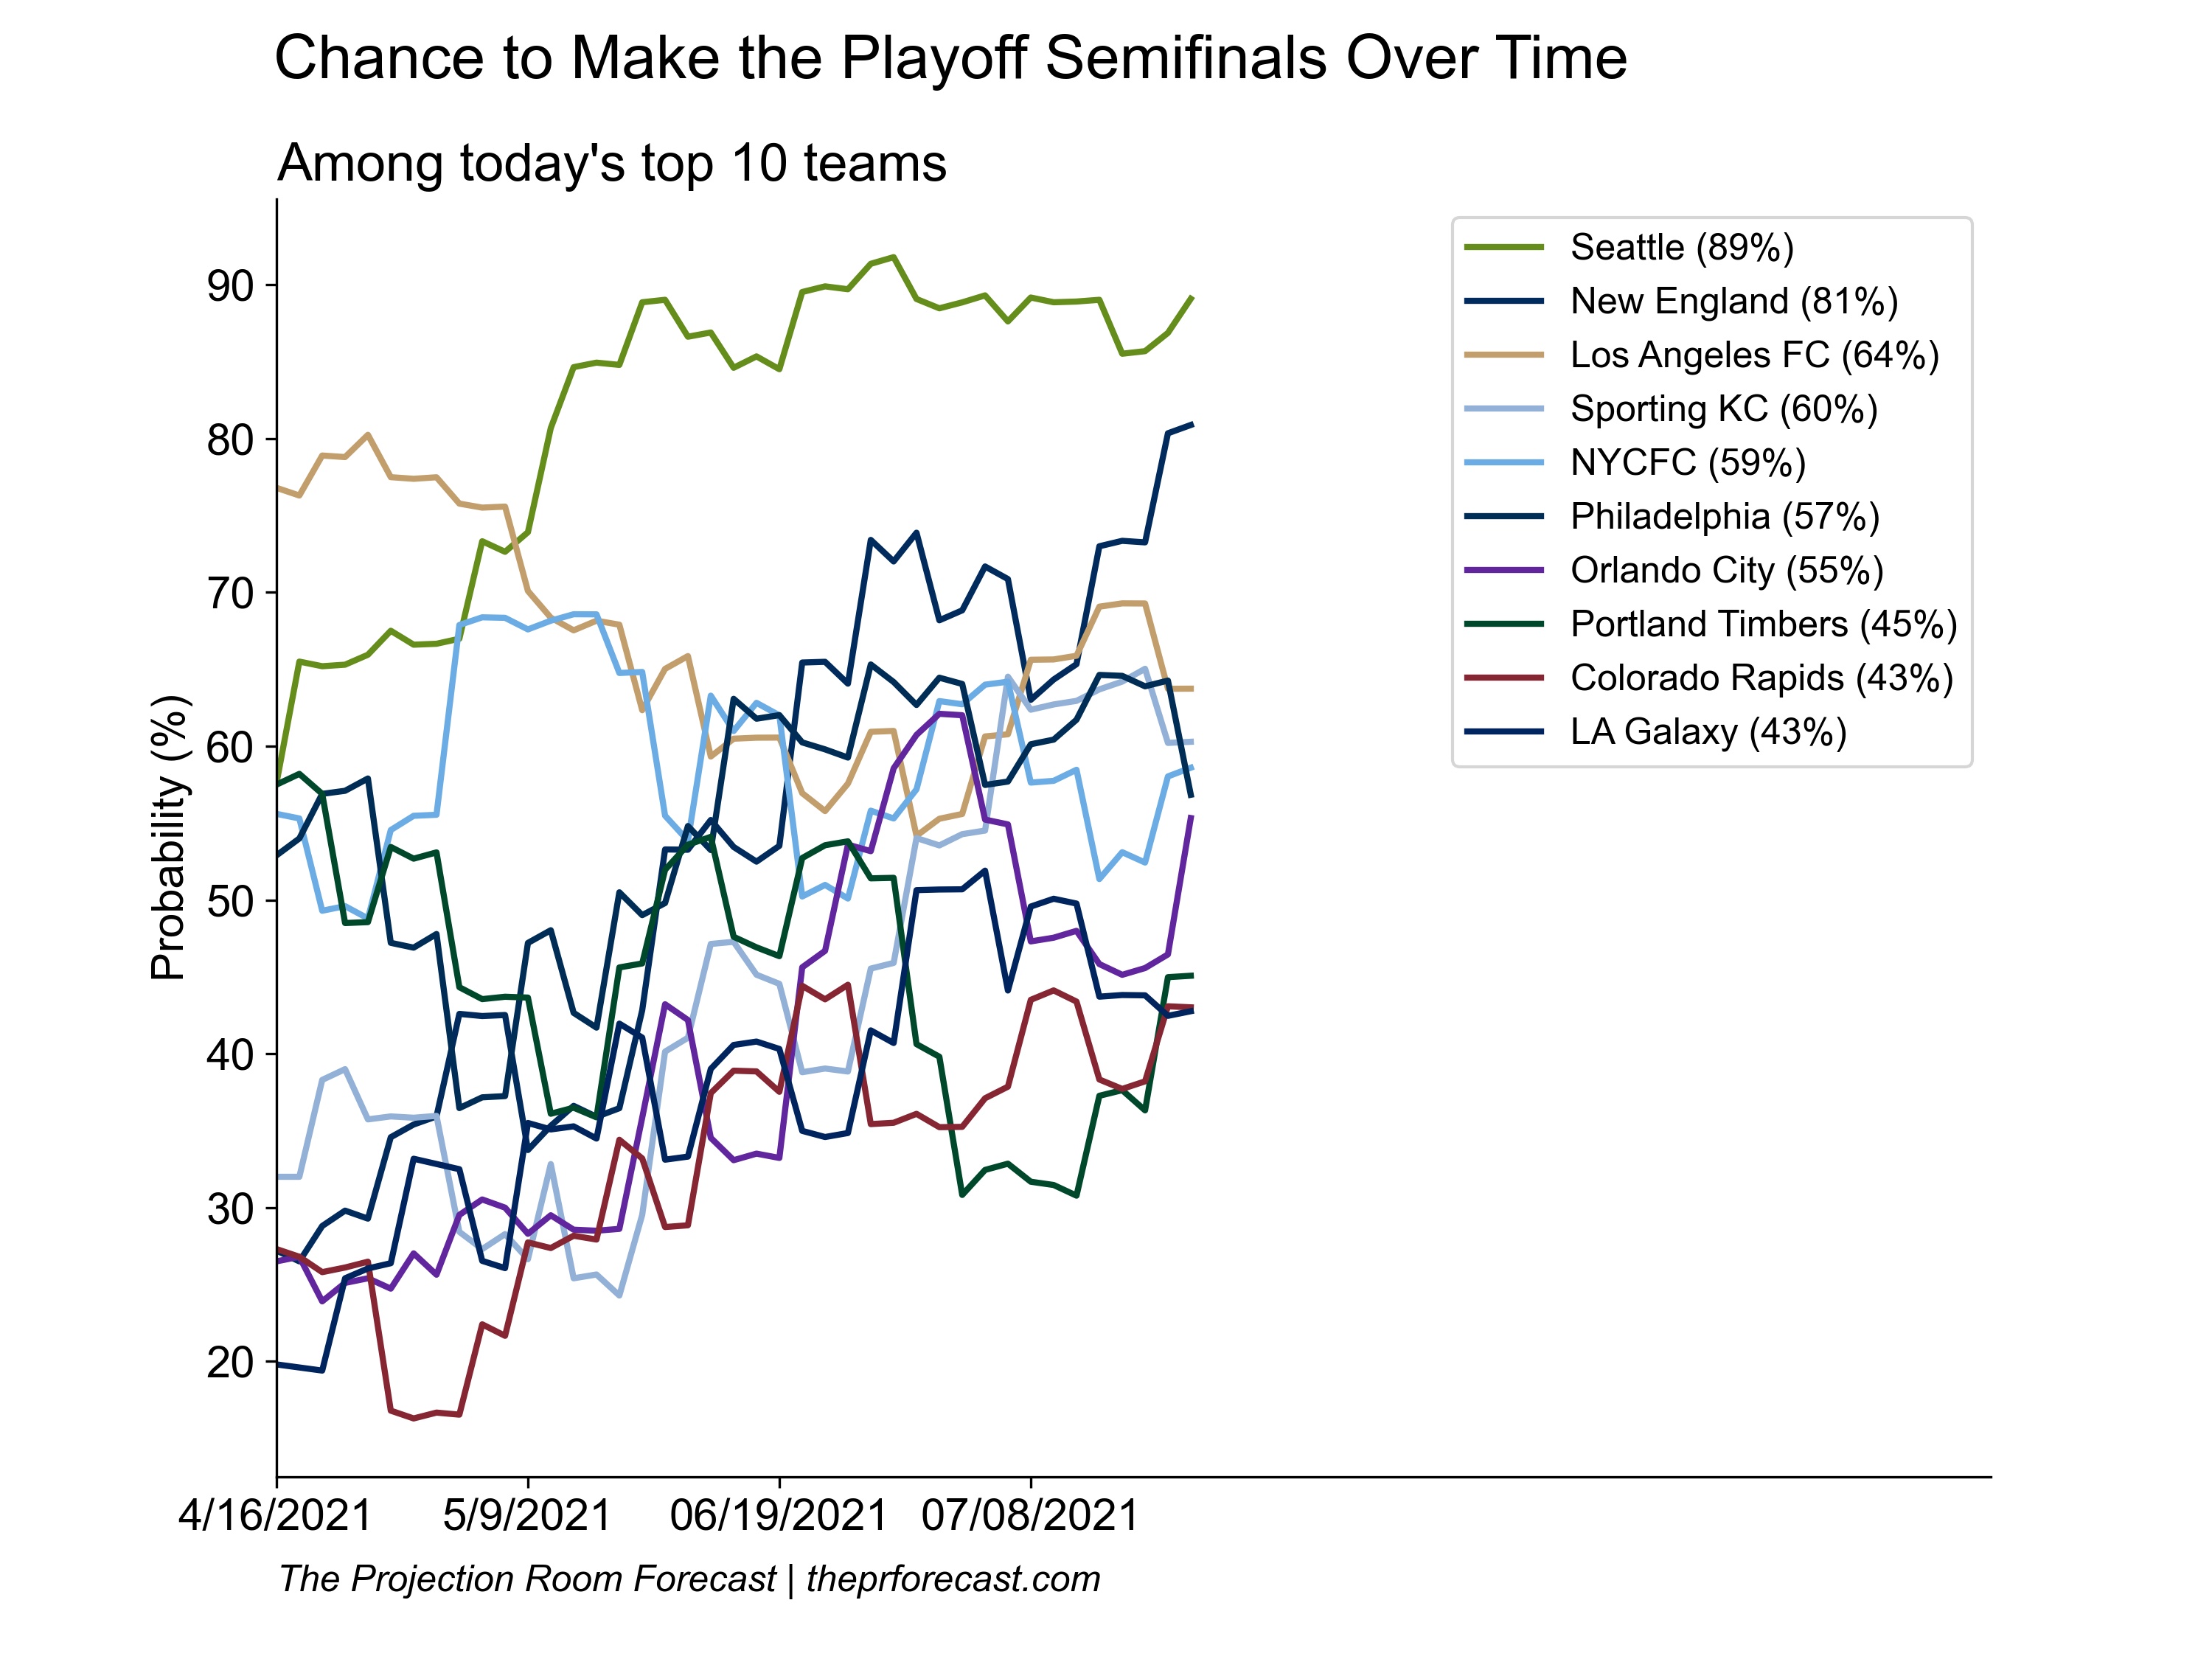 Chance to Make the Playoff Semifinals Over Time
Among today's top 10 teams
Probability (%)
90
80
70
60
50
40
30
20
4/16/2021
5/9/2021
06/19/2021
07/08/2021
Seattle (89%)
New England (81%)
Los Angeles FC (64%)
Sporting KC (60%)
NYCFC (59%)
Philadelphia (57%)
Orlando City (55%)
Portland Timbers (45%)
Colorado Rapids (43%)
LA Galaxy (43%)
The Projection Room Forecast | theprforecast.com